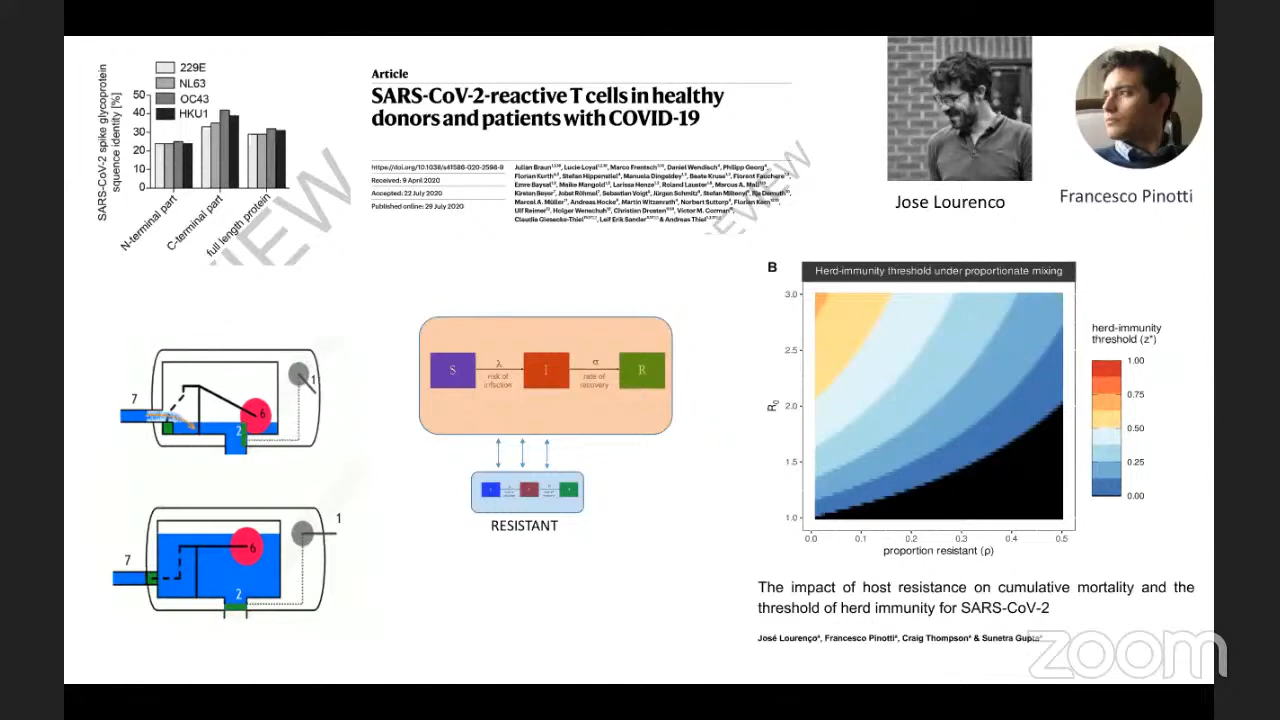 SARS-CoV-2 spike glycoprotein
squence identity [%]
229E
NL63
OC43
HKU1
50
40
30
20
10
0
N-terminal part
C-terminal part
full length protein
Article
SARS-CoV-2-reactive T cells in healthy
donors and patients with COVID-19
https://doi.org/10.1038/s41586-020-2598-9
Received: 9 April 2020
Accepted: 22 July 2020
Published online: 29 July 2020
Jose Lourenco
Francesco Pinotti
7
1
6
2
7
1
6
2
S
λ
risk of
infection
I
σ
rate of
recovery
R
RESISTANT
B
Herd-immunity threshold under proportionate mixing
3.0
2.5
2.0
1.5
1.0
R0
0.0 0.1 0.2 0.3 0.4 0.5
proportion resistant (ρ)
herd-immunity
threshold (z*)
1.00
0.75
0.50
0.25
0.00
The impact of host resistance on cumulative mortality and the
threshold of herd immunity for SARS-CoV-2
José Lourençoᵃ, Francesco Pinottiᵃ, Craig Thompsonᵃ & Sunetra Gupta
zoom